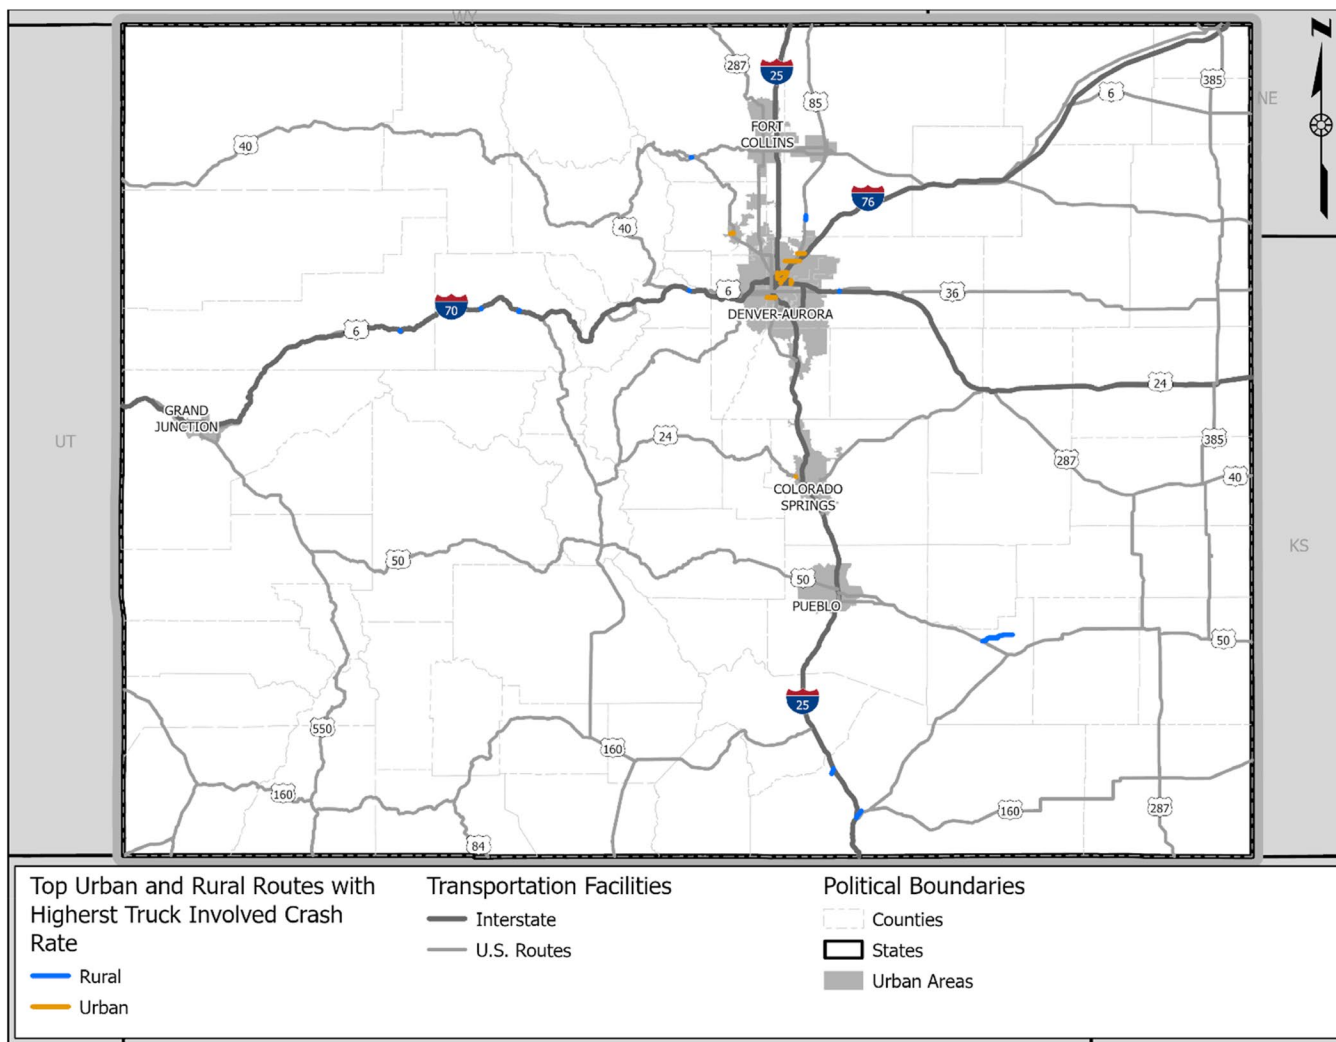 WY
N
287
25
85
385
6
NE
FORT
COLLINS
40
76
40
6
36
70
DENVER-AURORA
6
24
GRAND
JUNCTION
UT
24
385
287
40
COLORADO
SPRINGS
KS
50
50
PUEBLO
50
25
550
160
160
160
287
84
Top Urban and Rural Routes with
Higherst Truck Involved Crash
Rate
Rural
Urban
Transportation Facilities
Interstate
U.S. Routes
Political Boundaries
Counties
States
Urban Areas